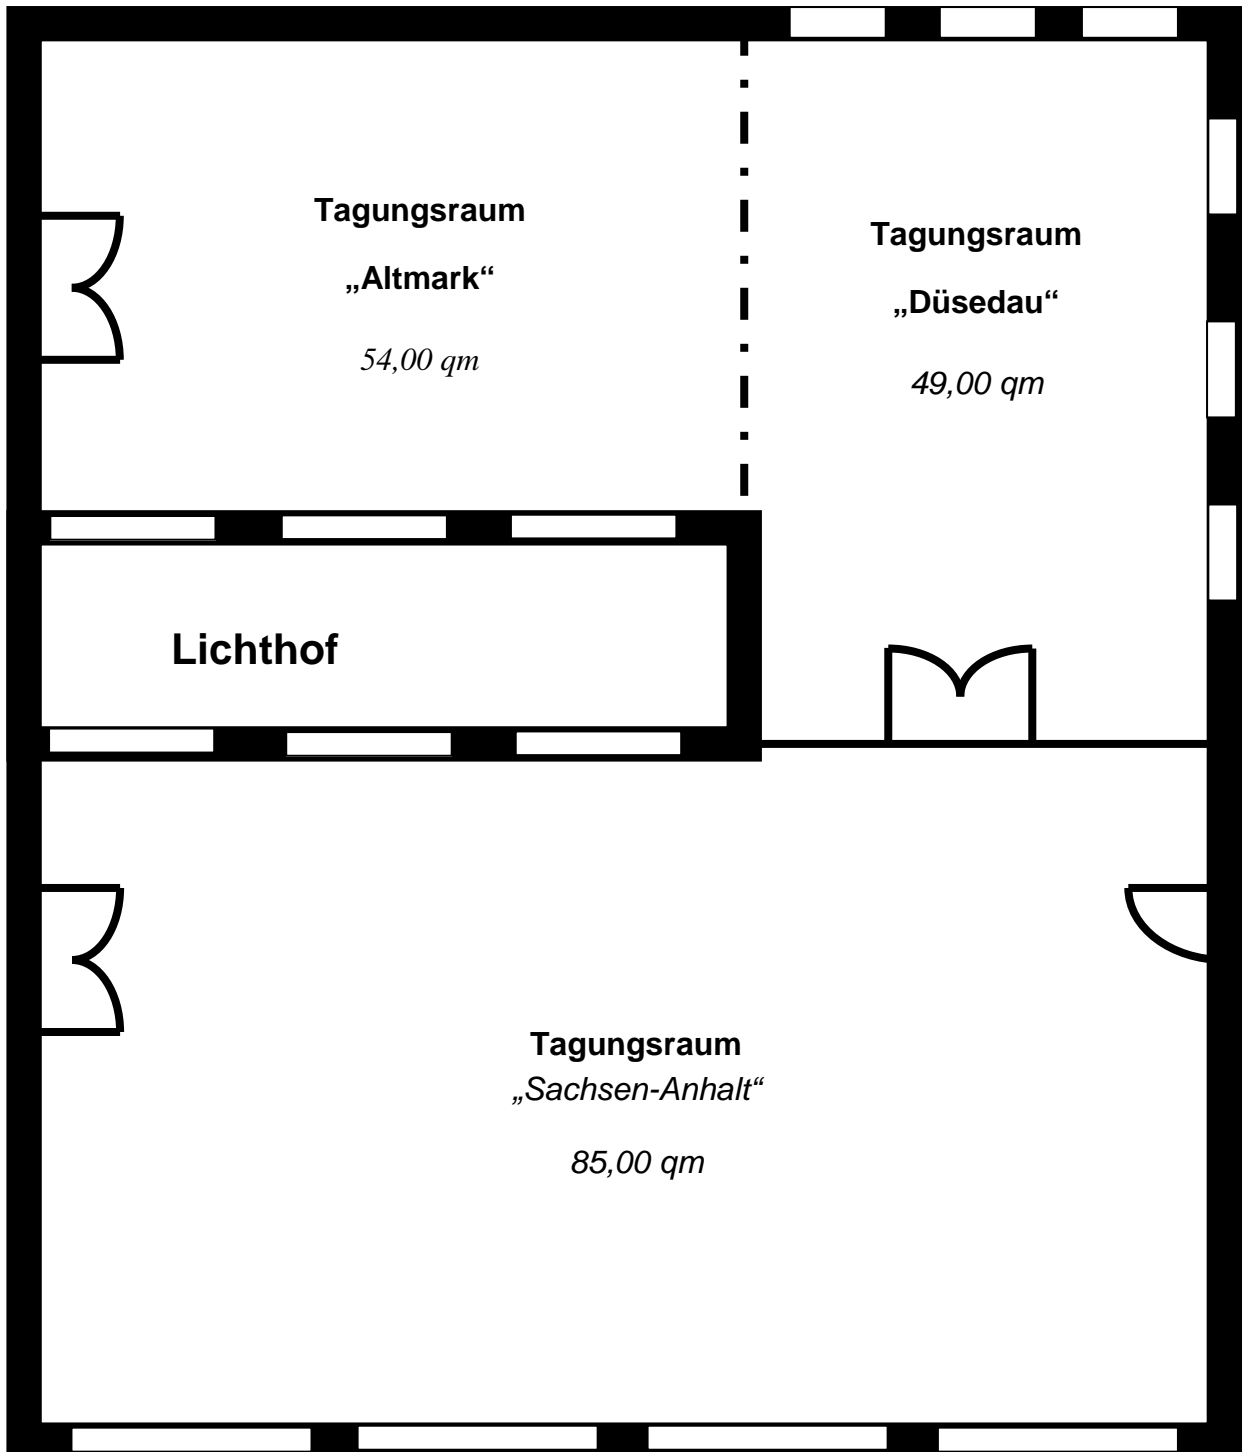 Tagungsraum
„Altmark“
54,00 qm
Tagungsraum
„Düsedau“
49,00 qm
Lichthof
Tagungsraum
„Sachsen-Anhalt“
85,00 qm